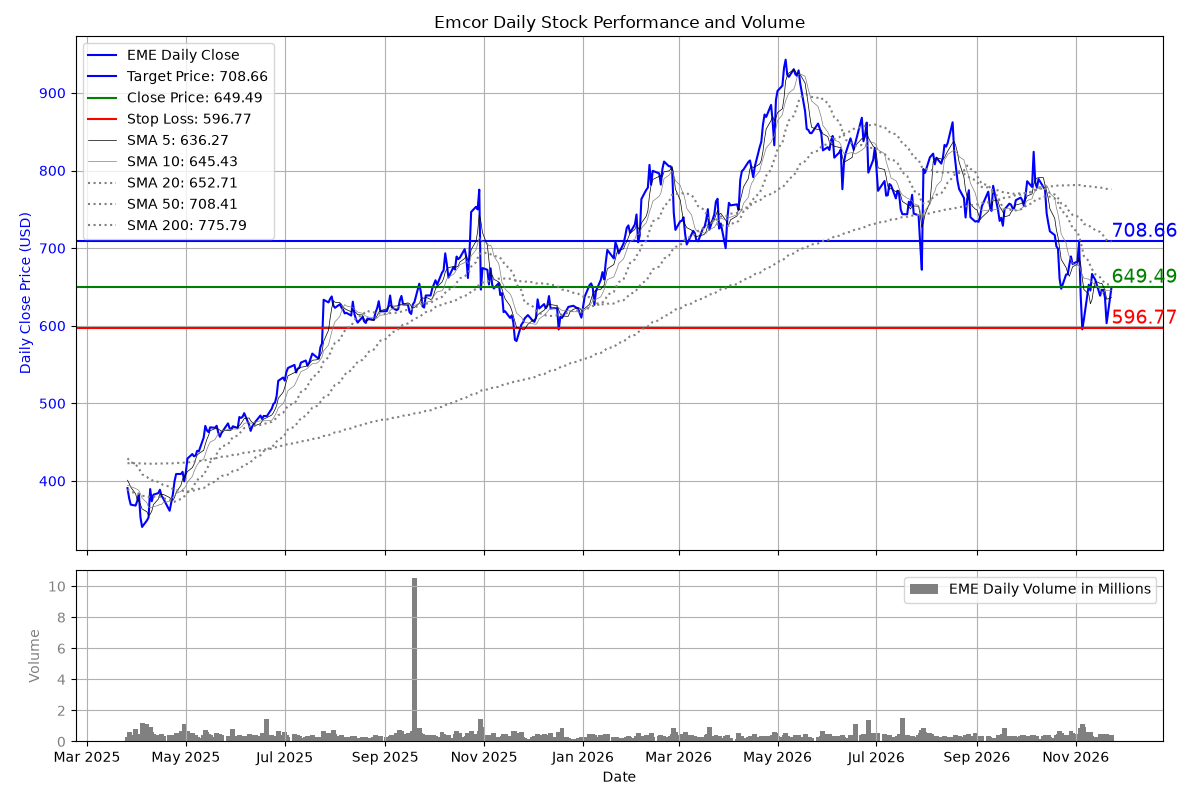 Emcor Daily Stock Performance and Volume
EME Daily Close
Target Price: 708.66
Close Price: 649.49
Stop Loss: 596.77
SMA 5: 636.27
SMA 10: 645.43
SMA 20: 652.71
SMA 50: 708.41
SMA 200: 775.79
Daily Close Price (USD)
900
800
700
600
500
400
708.66
649.49
596.77
EME Daily Volume in Millions
Volume
10
8
6
4
2
0
Mar 2025 May 2025 Jul 2025 Sep 2025 Nov 2025 Jan 2026 Mar 2026 May 2026 Jul 2026 Sep 2026 Nov 2026
Date